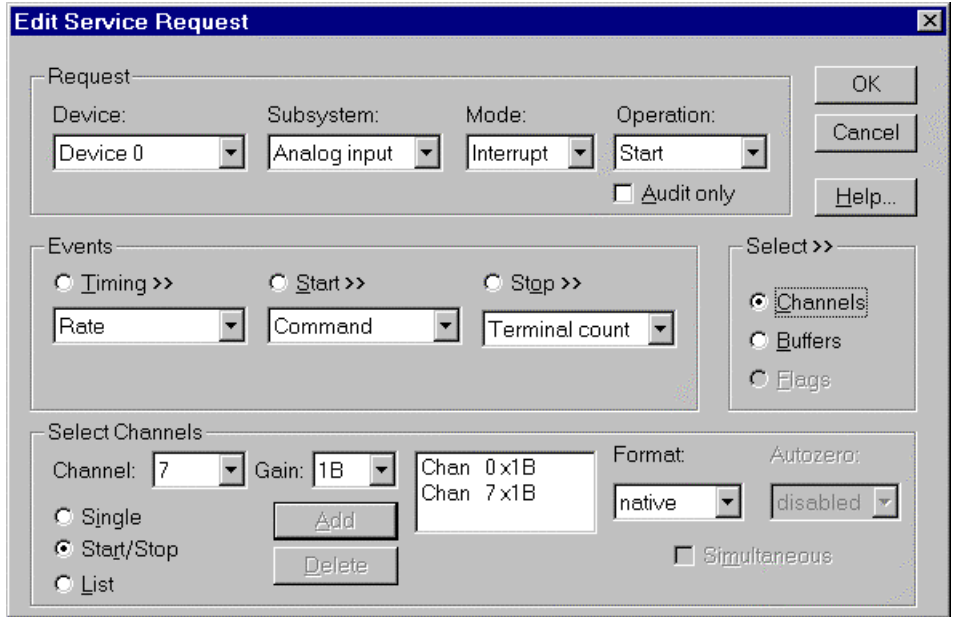 Edit Service Request
Request
OK
Device: Subsystem: Mode: Operation:
Cancel
Device 0 Analog input Interrupt Start
Audit only
Help...
Events
Select >>
Timing >> Start >> Stop >>
Channels
Rate Command Terminal count
Buffers
Flags
Select Channels
Channel: 7 Gain: 1B
Chan 0 x1B
Chan 7 x1B
Format: Autozero:
native disabled
Single
Add
Start/Stop
Simultaneous
Delete
List